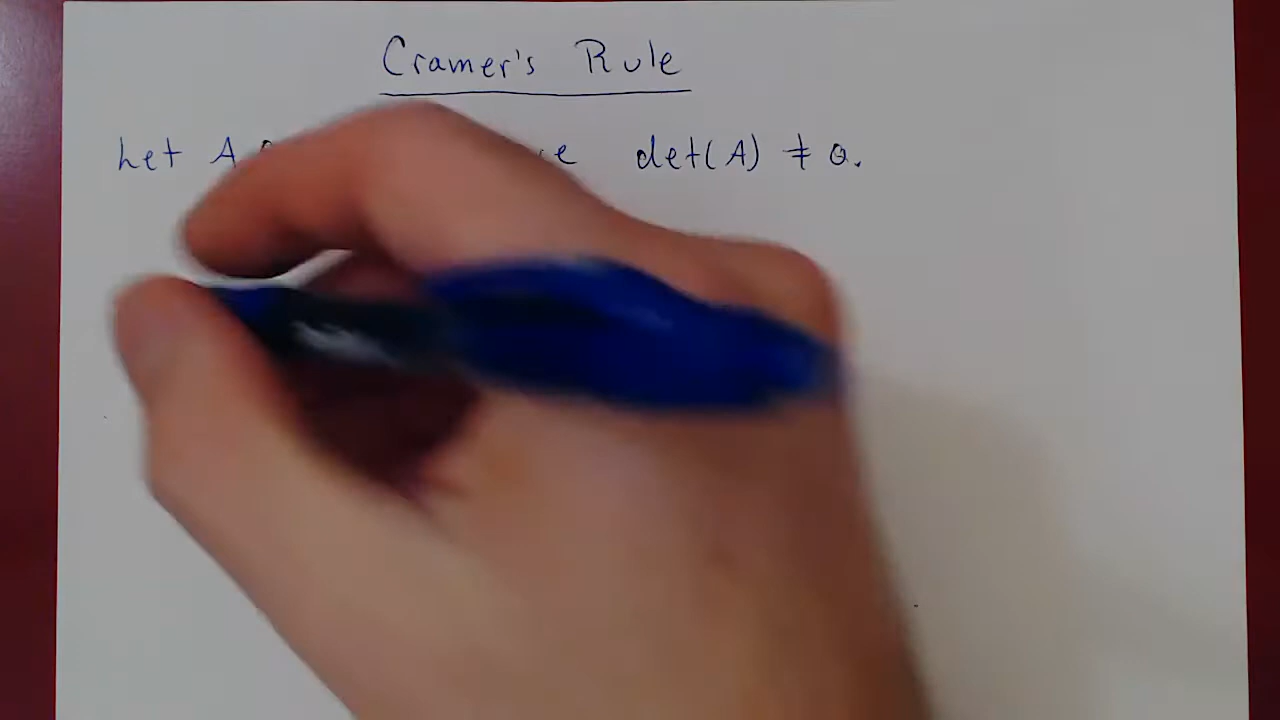 Cramer's Rule
Let A det(A) ≠ 0.